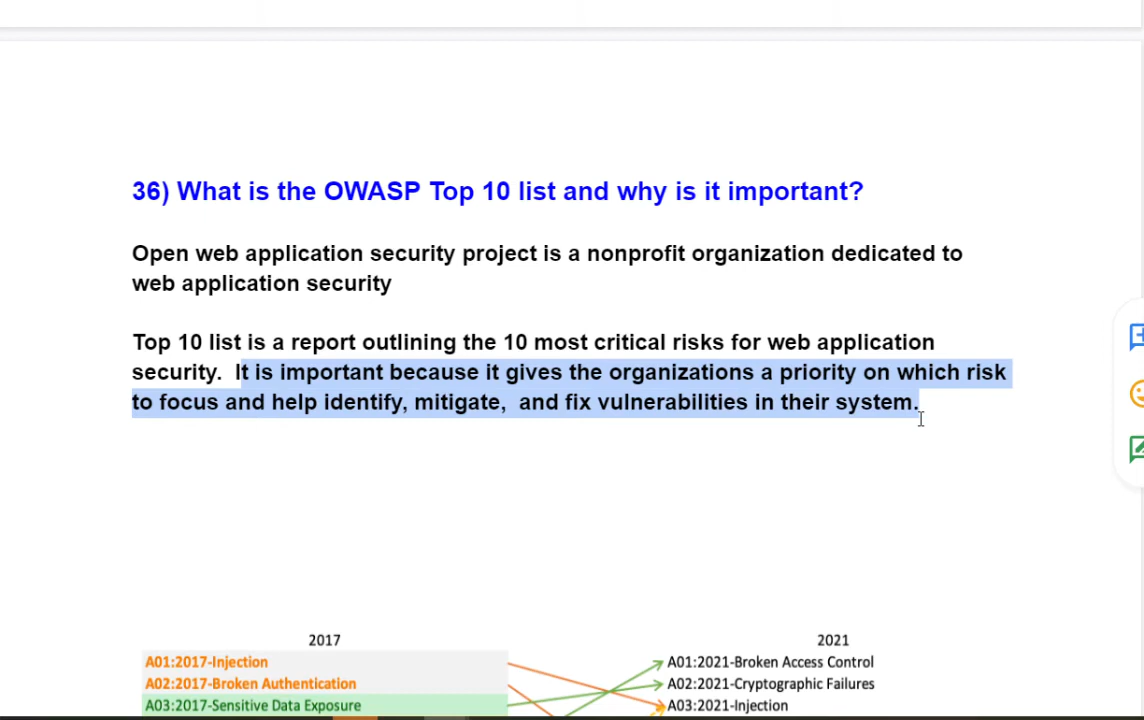 36) What is the OWASP Top 10 list and why is it important?
Open web application security project is a nonprofit organization dedicated to
web application security
Top 10 list is a report outlining the 10 most critical risks for web application
security.  It is important because it gives the organizations a priority on which risk
to focus and help identify, mitigate,  and fix vulnerabilities in their system.
2017
A01:2017-Injection
A02:2017-Broken Authentication
A03:2017-Sensitive Data Exposure
2021
A01:2021-Broken Access Control
A02:2021-Cryptographic Failures
A03:2021-Injection